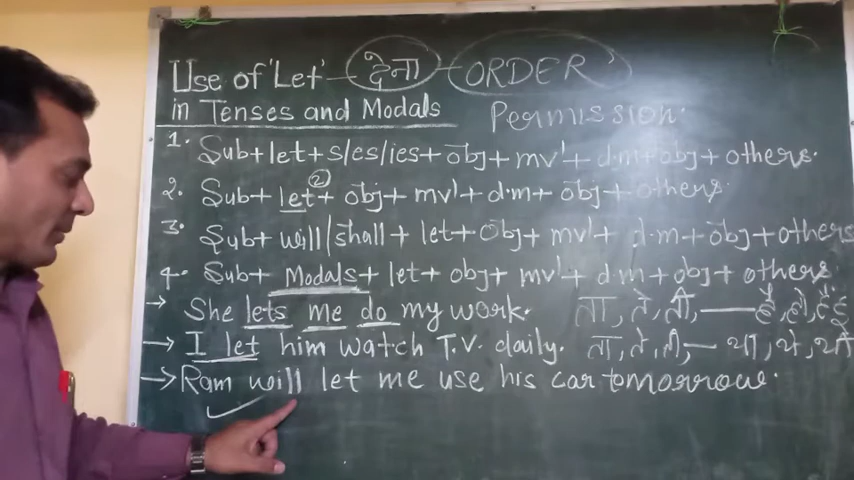 Use of 'Let' – देना – ORDER
in Tenses and Modals Permission.
1. Sub+let+s/es/ies+obj+mv¹+d.m+obj+others.
2. Sub+let②+obj+mv¹+d.m+obj+others.
3. Sub+will/shall+let+obj+mv¹+d.m+obj+others
4. Sub+Modals+let+obj+mv¹+d.m+obj+others.
→ She lets me do my work. ता, ते, ती, —
→ I let him watch T.V. daily. ता, ते, ती, — था, थे, थी
→ Ram will let me use his car tomorrow.